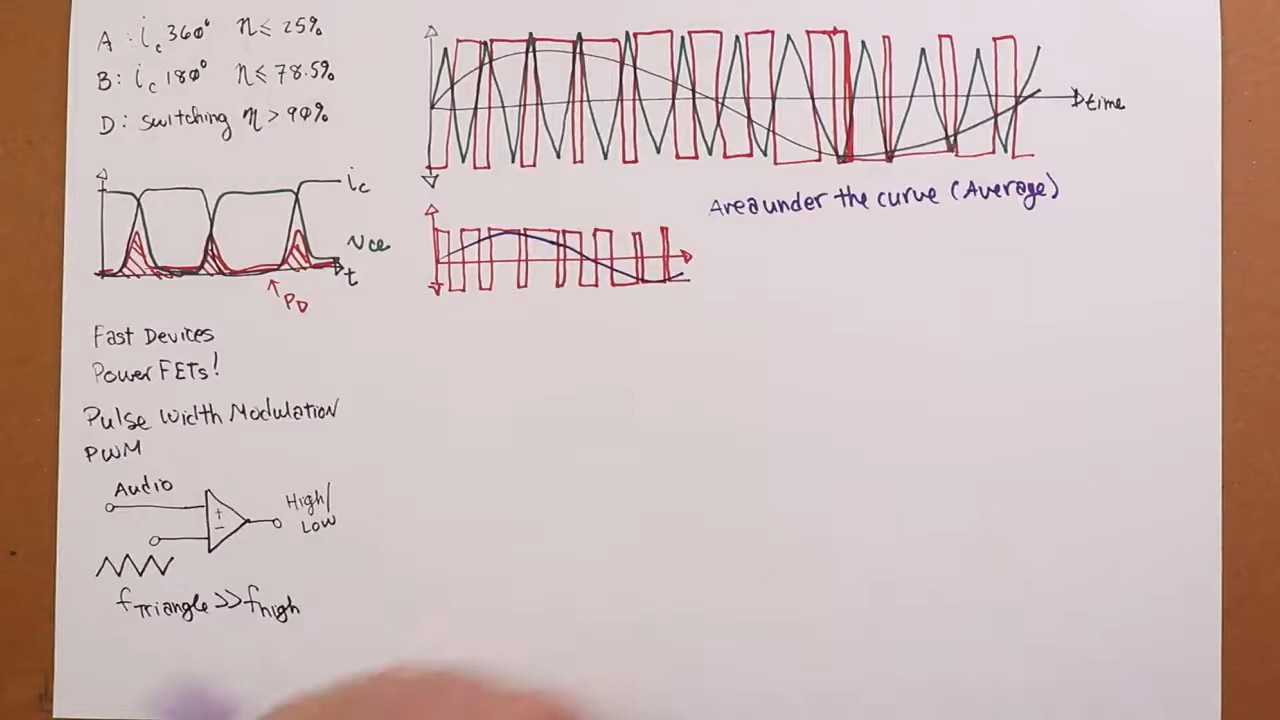 A: ic 360° η ≤ 25%
B: ic 180° η ≤ 78.5%
D: switching η > 90%
ic
Vce
t
PD
Fast Devices
Power FETs!
Pulse Width Modulation
PWM
Audio
+
−
High/
Low
fTriangle >> fhigh
time
Area under the curve (Average)